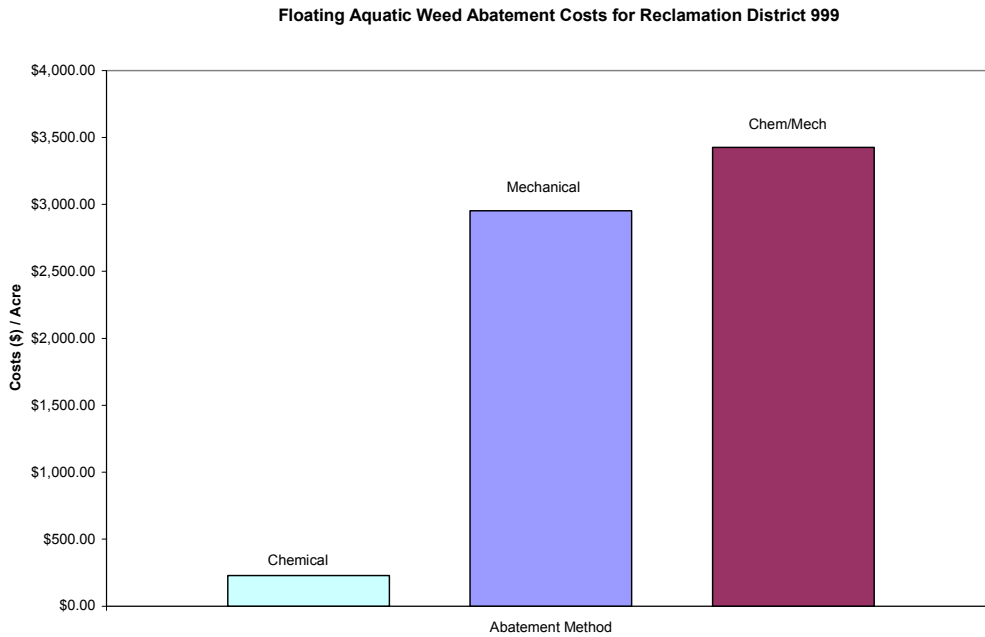 Floating Aquatic Weed Abatement Costs for Reclamation District 999
$4,000.00
$3,500.00
$3,000.00
$2,500.00
$2,000.00
$1,500.00
$1,000.00
$500.00
$0.00
Costs ($) / Acre
Chemical
Mechanical
Chem/Mech
Abatement Method